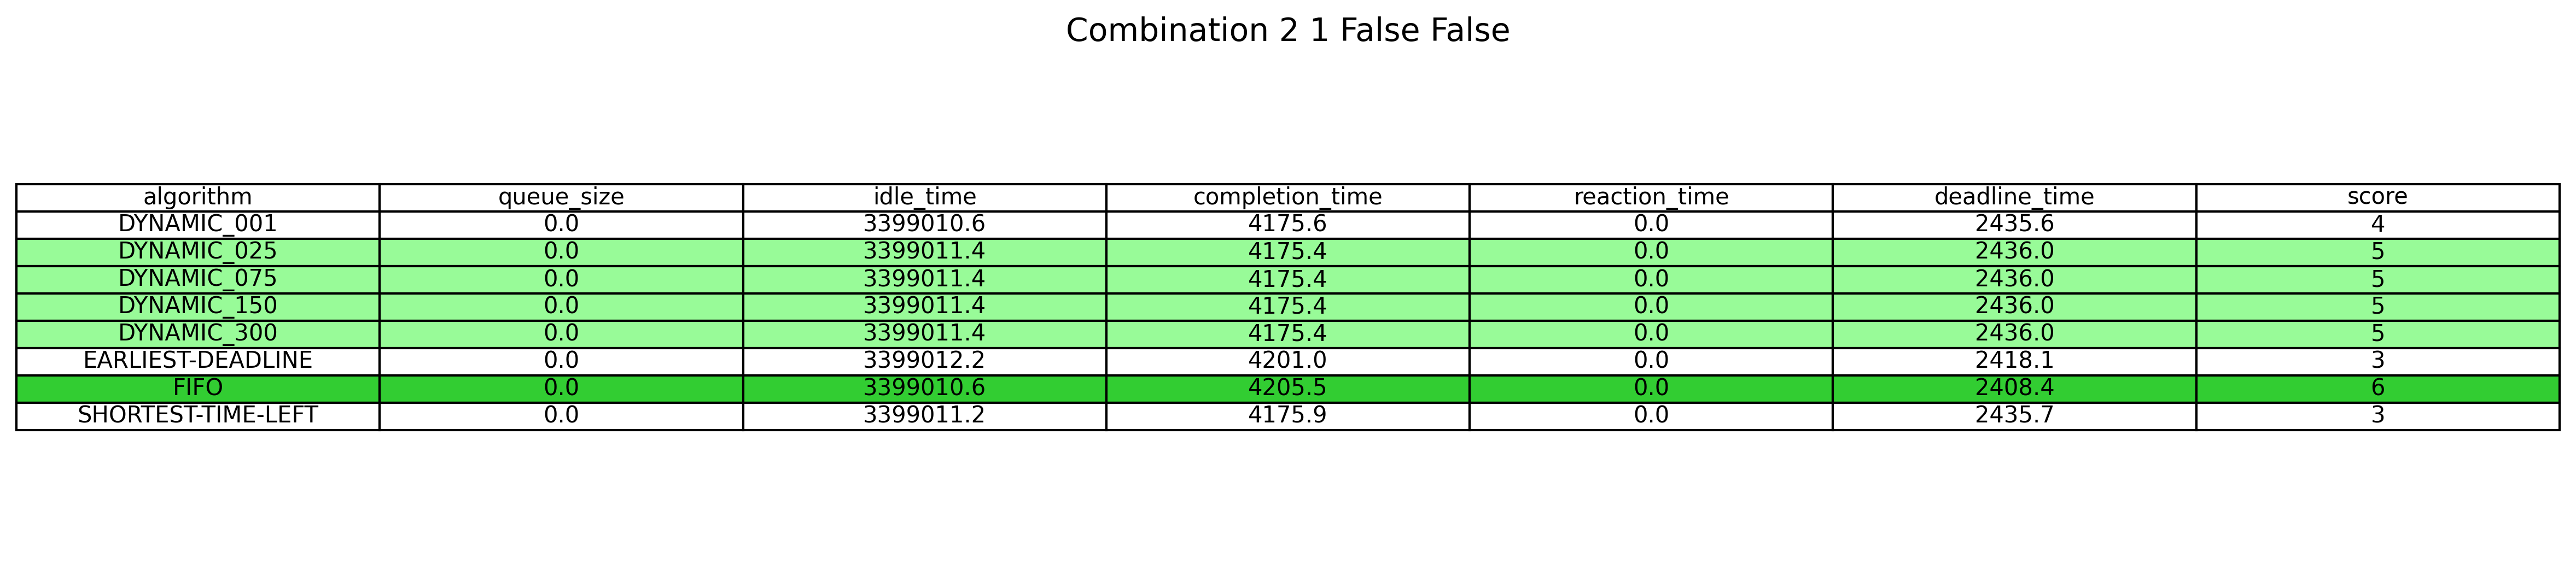 Combination 2 1 False False
algorithm queue_size idle_time completion_time reaction_time deadline_time score
DYNAMIC_001 0.0 3399010.6 4175.6 0.0 2435.6 4
DYNAMIC_025 0.0 3399011.4 4175.4 0.0 2436.0 5
DYNAMIC_075 0.0 3399011.4 4175.4 0.0 2436.0 5
DYNAMIC_150 0.0 3399011.4 4175.4 0.0 2436.0 5
DYNAMIC_300 0.0 3399011.4 4175.4 0.0 2436.0 5
EARLIEST-DEADLINE 0.0 3399012.2 4201.0 0.0 2418.1 3
FIFO 0.0 3399010.6 4205.5 0.0 2408.4 6
SHORTEST-TIME-LEFT 0.0 3399011.2 4175.9 0.0 2435.7 3